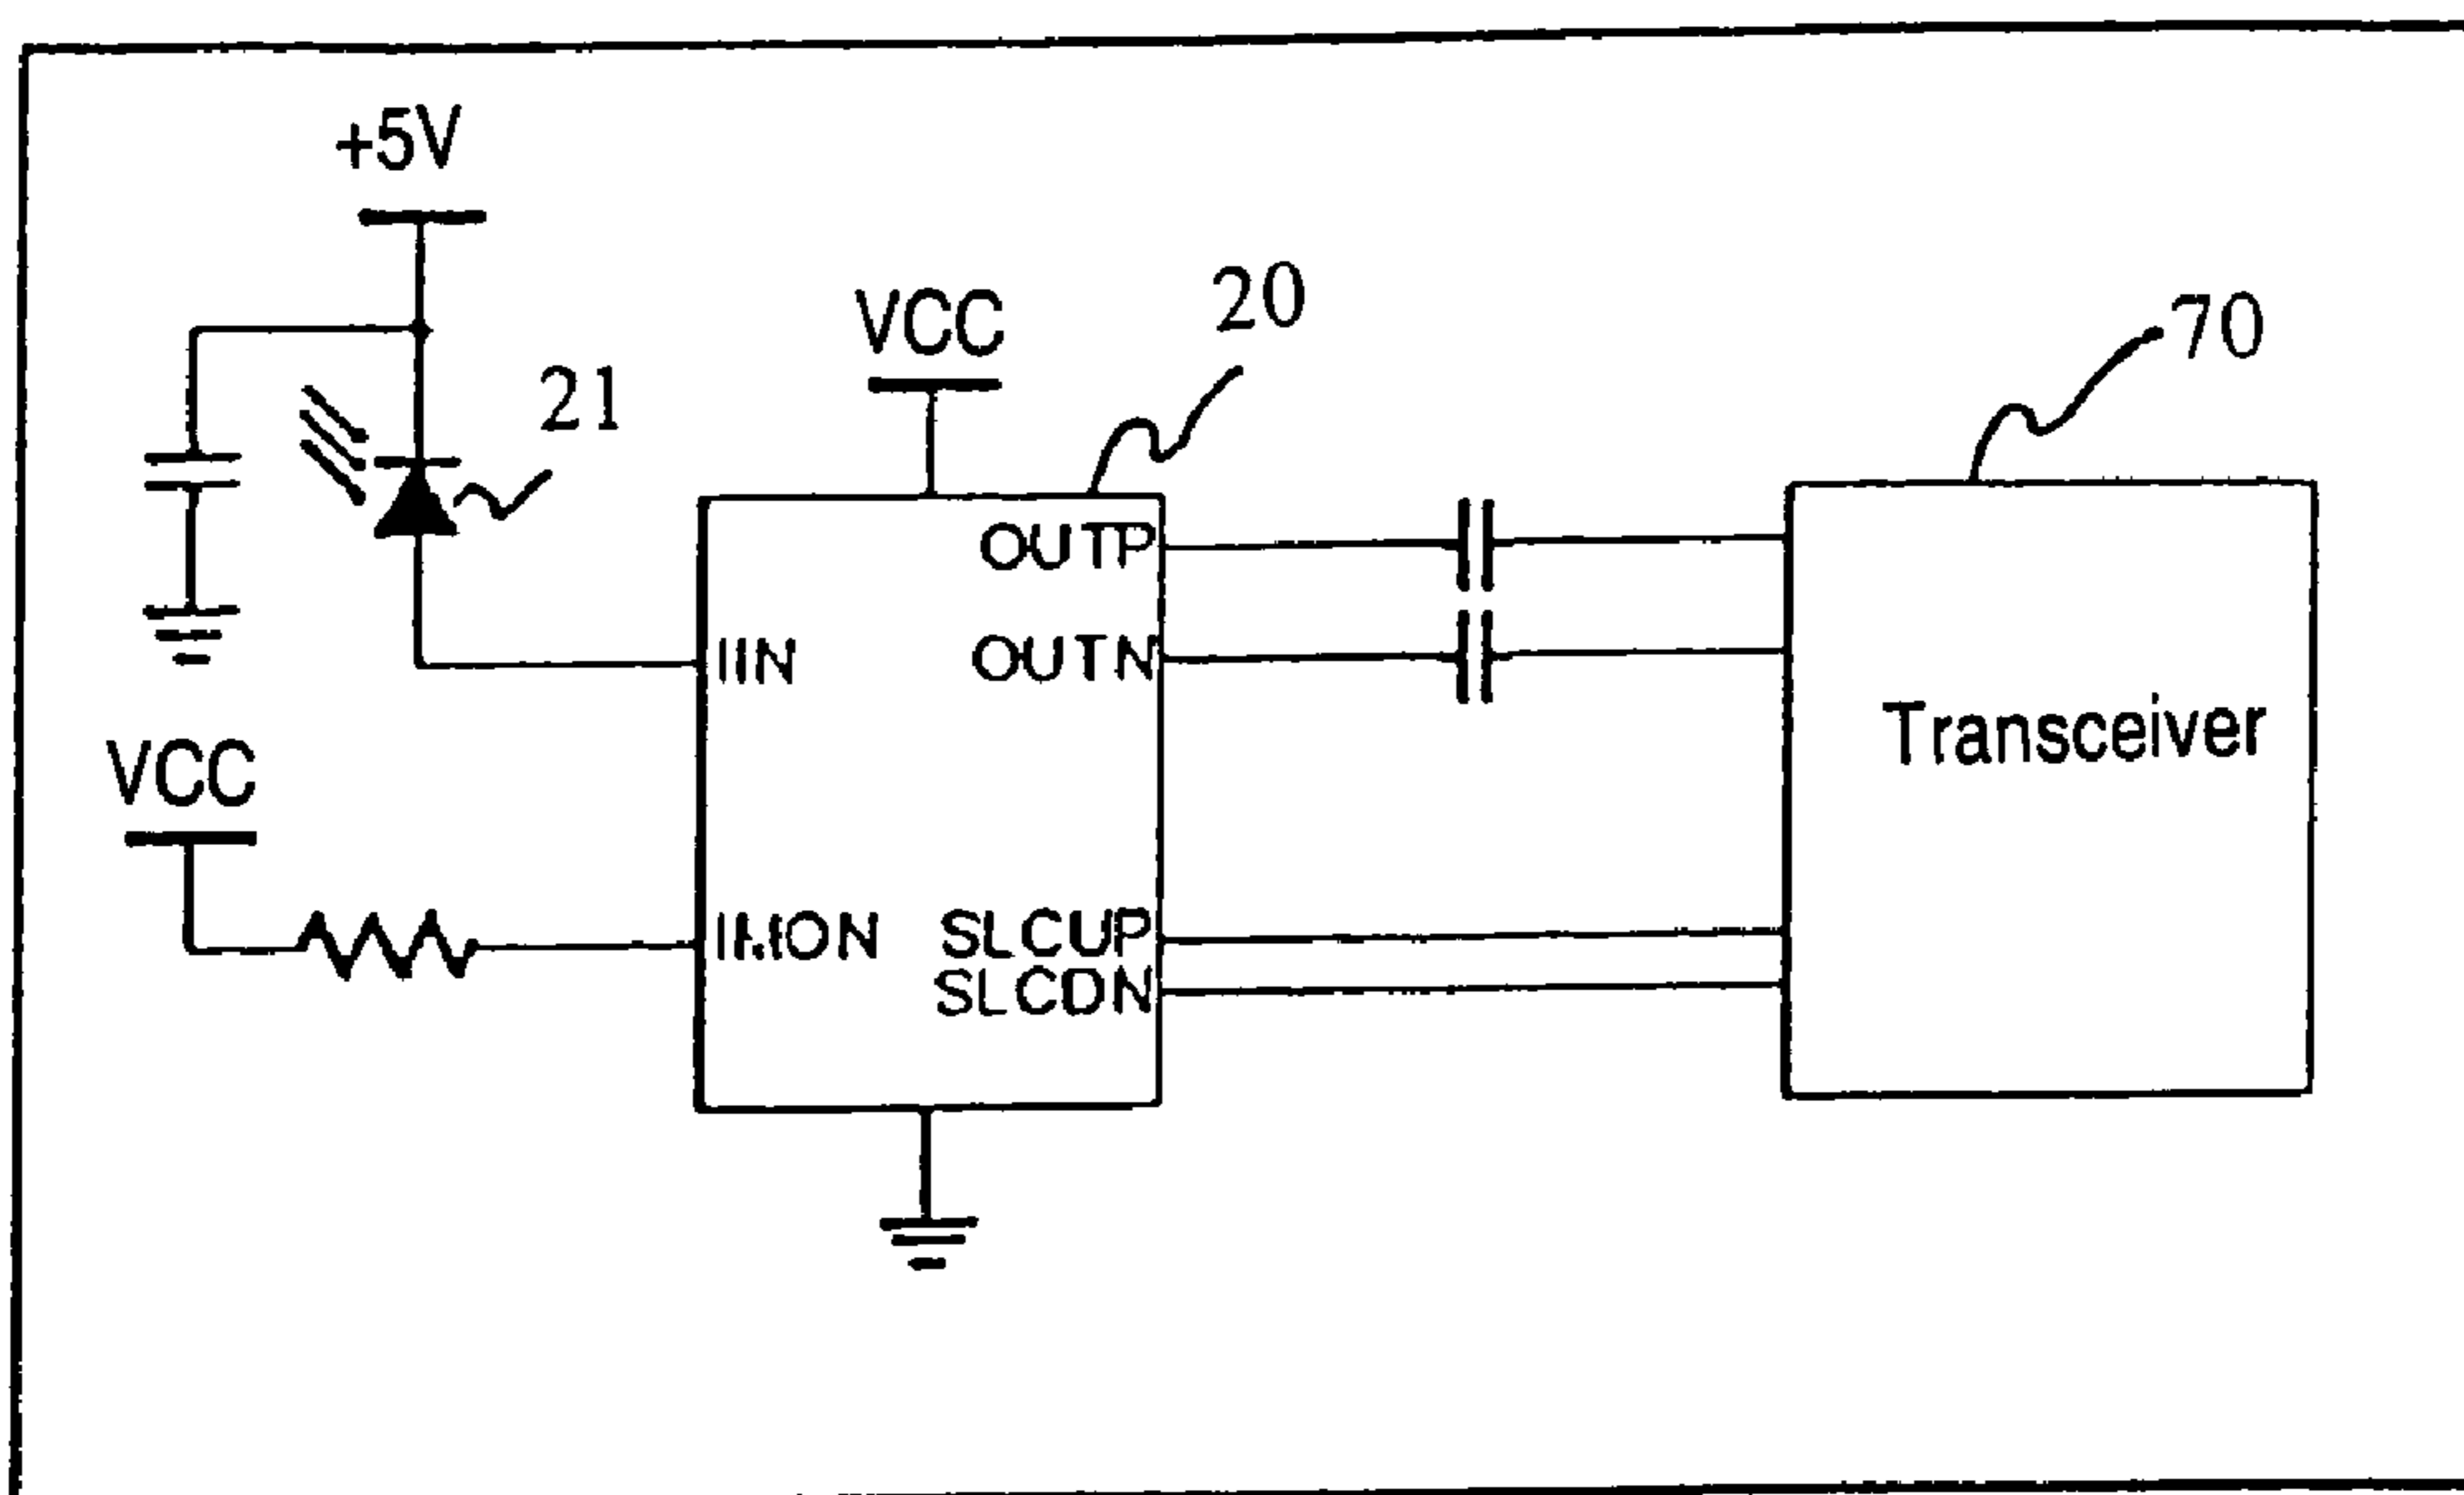 +5V
21
VCC
20
70
OUTP
OUTN
IIN
Transceiver
VCC
IMON
SLCUP
SLCDN